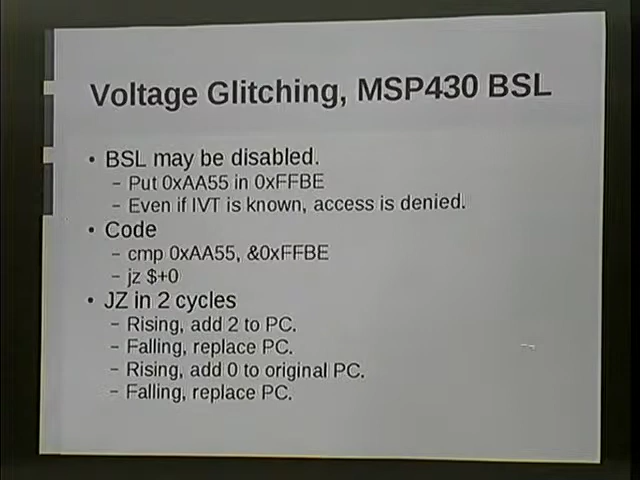 Voltage Glitching, MSP430 BSL
• BSL may be disabled.
– Put 0xAA55 in 0xFFBE
– Even if IVT is known, access is denied.
• Code
– cmp 0xAA55, &0xFFBE
– jz $+0
• JZ in 2 cycles
– Rising, add 2 to PC.
– Falling, replace PC.
– Rising, add 0 to original PC.
– Falling, replace PC.